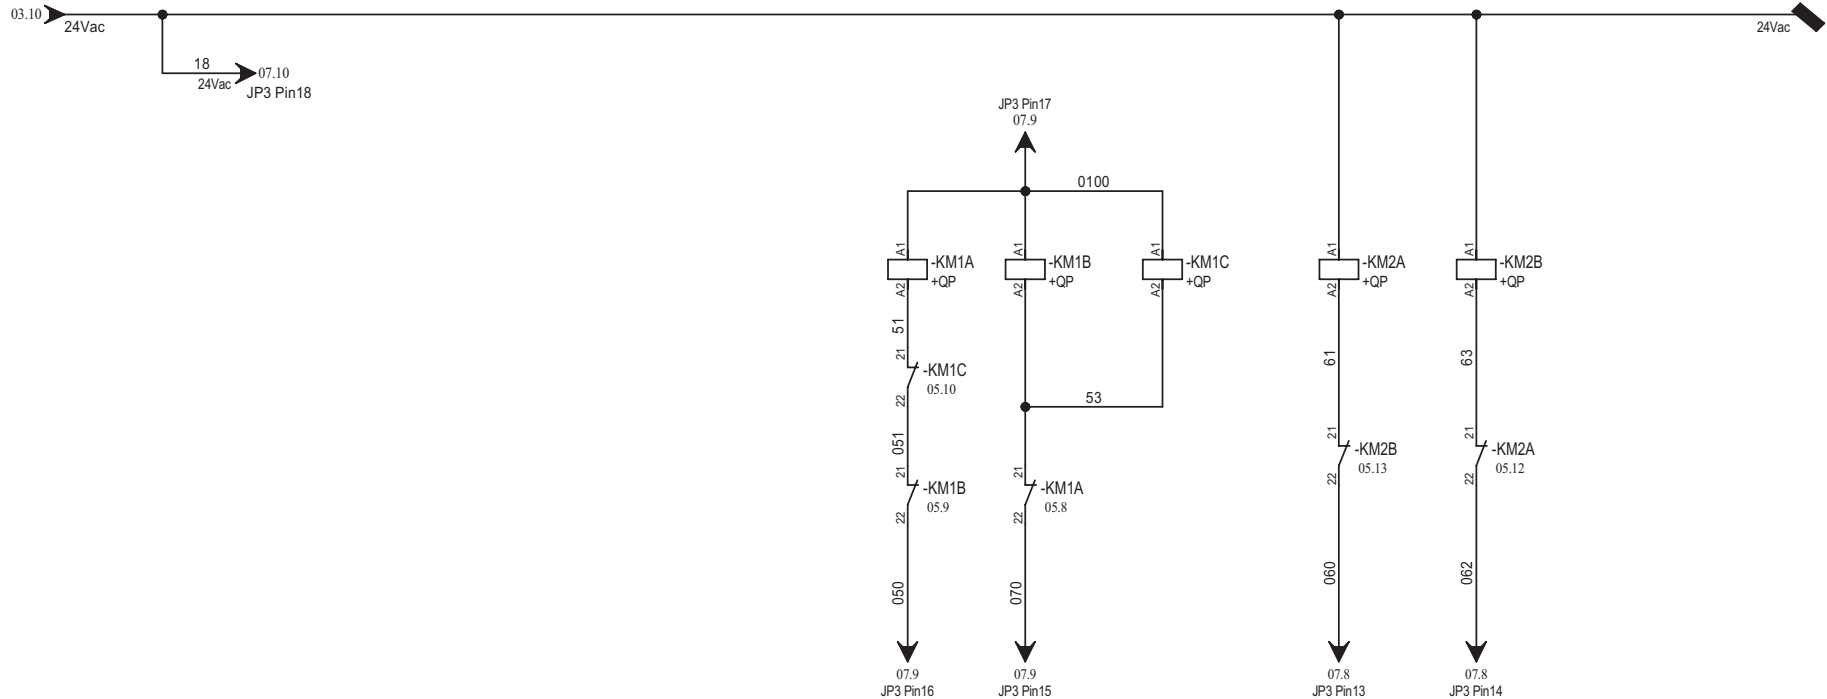 03.10
24Vac
24Vac
18
24Vac
07.10
JP3 Pin18
JP3 Pin17
07.9
0100
A1
-KM1A
+QP
A2
A1
-KM1B
+QP
A2
A1
-KM1C
+QP
A2
A1
-KM2A
+QP
A2
A1
-KM2B
+QP
A2
51
21
-KM1C
05.10
22
051
21
-KM1B
05.9
22
050
53
21
-KM1A
05.8
22
070
61
21
-KM2B
05.13
22
060
63
21
-KM2A
05.12
22
062
07.9
JP3 Pin16
07.9
JP3 Pin15
07.8
JP3 Pin13
07.8
JP3 Pin14